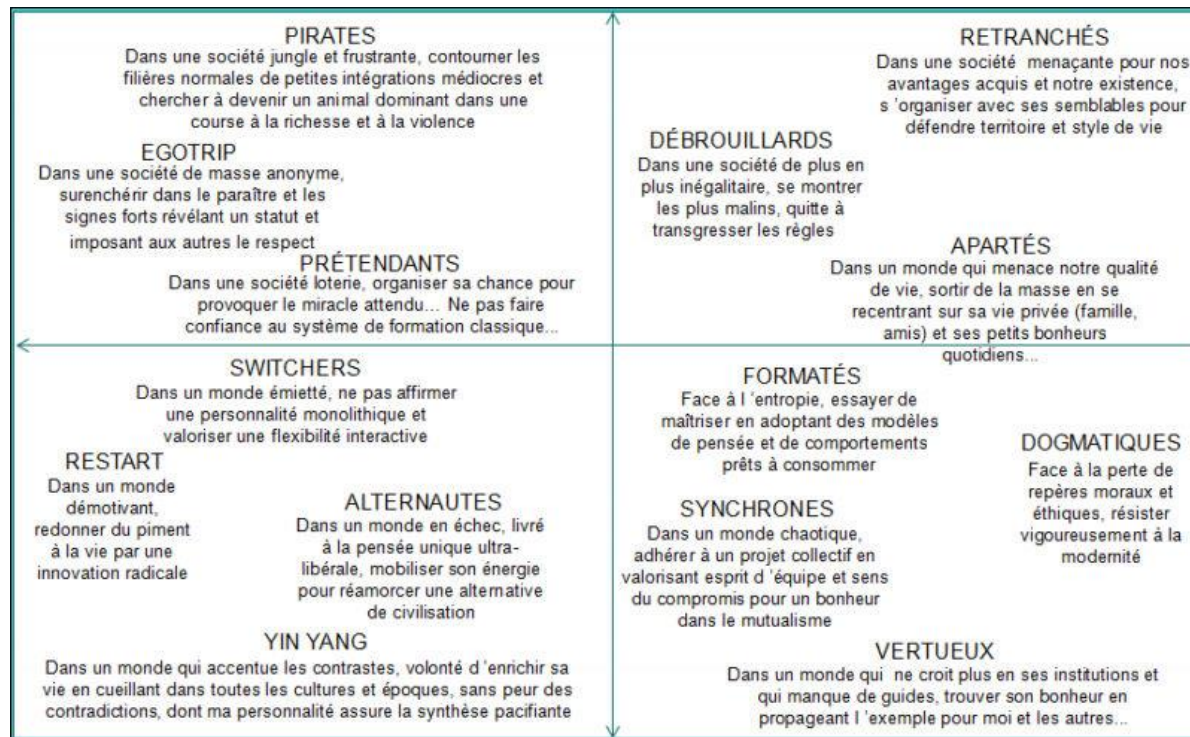 PIRATES
Dans une société jungle et frustrante, contourner les
filières normales de petites intégrations médiocres et
chercher à devenir un animal dominant dans une
course à la richesse et à la violence
EGOTRIP
Dans une société de masse anonyme,
surenchérir dans le paraître et les
signes forts révélant un statut et
imposant aux autres le respect
PRÉTENDANTS
Dans une société loterie, organiser sa chance pour
provoquer le miracle attendu... Ne pas faire
confiance au système de formation classique...
RETRANCHÉS
Dans une société menaçante pour nos
avantages acquis et notre existence,
s 'organiser avec ses semblables pour
défendre territoire et style de vie
DÉBROUILLARDS
Dans une société de plus en
plus inégalitaire, se montrer
les plus malins, quitte à
transgresser les règles
APARTÉS
Dans un monde qui menace notre qualité
de vie, sortir de la masse en se
recentrant sur sa vie privée (famille,
amis) et ses petits bonheurs
quotidiens...
SWITCHERS
Dans un monde émietté, ne pas affirmer
une personnalité monolithique et
valoriser une flexibilité interactive
RESTART
Dans un monde
démotivant,
redonner du piment
à la vie par une
innovation radicale
ALTERNAUTES
Dans un monde en échec, livré
à la pensée unique ultra-
libérale, mobiliser son énergie
pour réamorcer une alternative
de civilisation
YIN YANG
Dans un monde qui accentue les contrastes, volonté d 'enrichir sa
vie en cueillant dans toutes les cultures et époques, sans peur des
contradictions, dont ma personnalité assure la synthèse pacifiante
FORMATÉS
Face à l 'entropie, essayer de
maîtriser en adoptant des modèles
de pensée et de comportements
prêts à consommer
DOGMATIQUES
Face à la perte de
repères moraux et
éthiques, résister
vigoureusement à la
modernité
SYNCHRONES
Dans un monde chaotique,
adhérer à un projet collectif en
valorisant esprit d 'équipe et sens
du compromis pour un bonheur
dans le mutualisme
VERTUEUX
Dans un monde qui ne croit plus en ses institutions et
qui manque de guides, trouver son bonheur en
propageant l 'exemple pour moi et les autres...